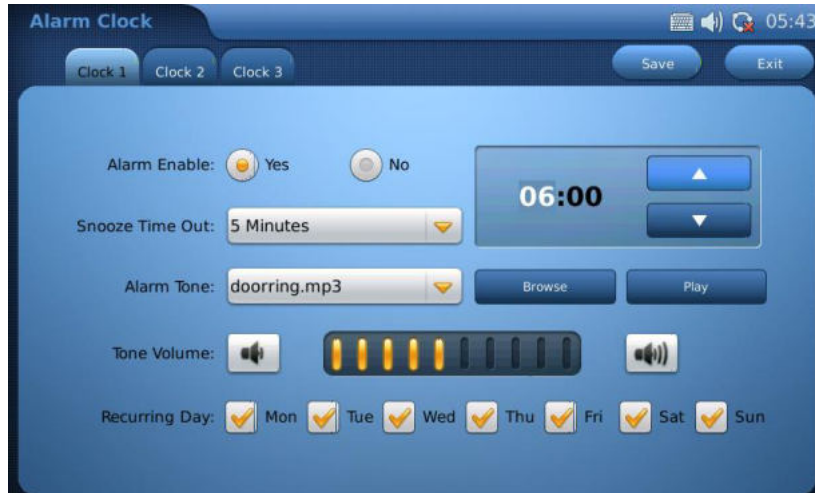 Alarm Clock 05:43
Clock 1 Clock 2 Clock 3 Save Exit
Alarm Enable: Yes No
06:00
Snooze Time Out: 5 Minutes
Alarm Tone: doorring.mp3 Browse Play
Tone Volume:
Recurring Day: Mon Tue Wed Thu Fri Sat Sun